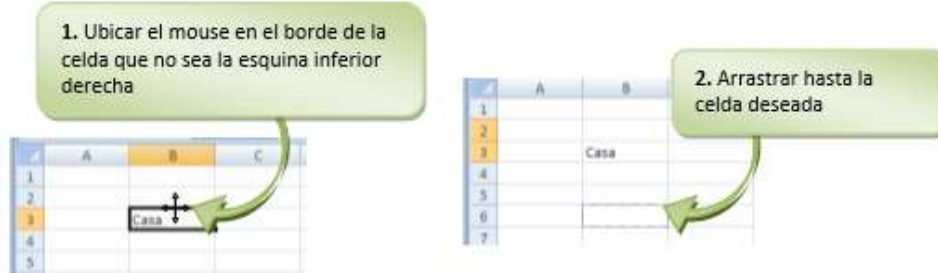 1. Ubicar el mouse en el borde de la
celda que no sea la esquina inferior
derecha
A B C
1
2
3 Casa
4
5
2. Arrastrar hasta la
celda deseada
A B
1
2
3 Casa
4
5
6
7